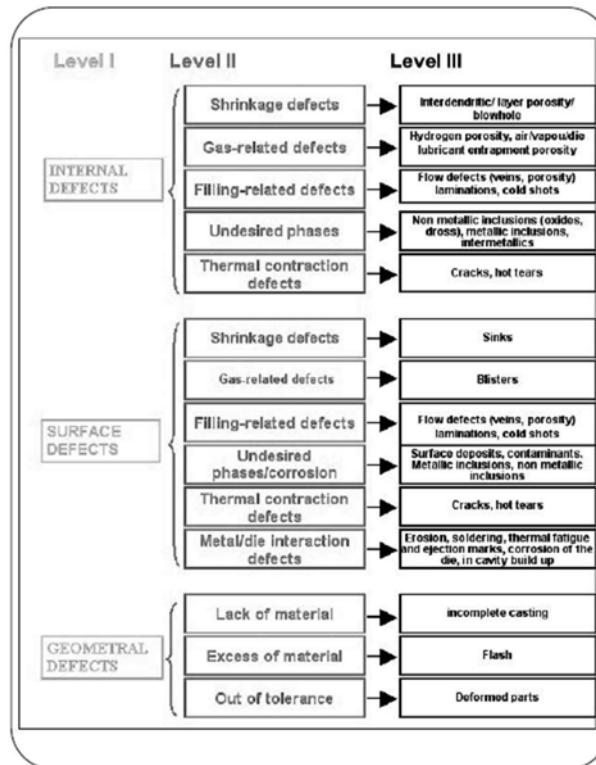 Level I Level II Level III
INTERNAL
DEFECTS
Shrinkage defects
Interdendritic/ layer porosity/
blowhole
Gas-related defects
Hydrogen porosity, air/vapou/die
lubricant entrapment porosity
Filling-related defects
Flow defects (veins, porosity)
laminations, cold shots
Undesired phases
Non metallic inclusions (oxides,
dross), metallic inclusions,
intermetallics
Thermal contraction
defects
Cracks, hot tears
SURFACE
DEFECTS
Shrinkage defects
Sinks
Gas-related defects
Blisters
Filling-related defects
Flow defects (veins, porosity)
laminations, cold shots
Undesired
phases/corrosion
Surface deposits, contaminants.
Metallic inclusions, non metallic
inclusions
Thermal contraction
defects
Cracks, hot tears
Metal/die interaction
defects
Erosion, soldering, thermal fatigue
and ejection marks, corrosion of the
die, in cavity build up
GEOMETRAL
DEFECTS
Lack of material
incomplete casting
Excess of material
Flash
Out of tolerance
Deformed parts